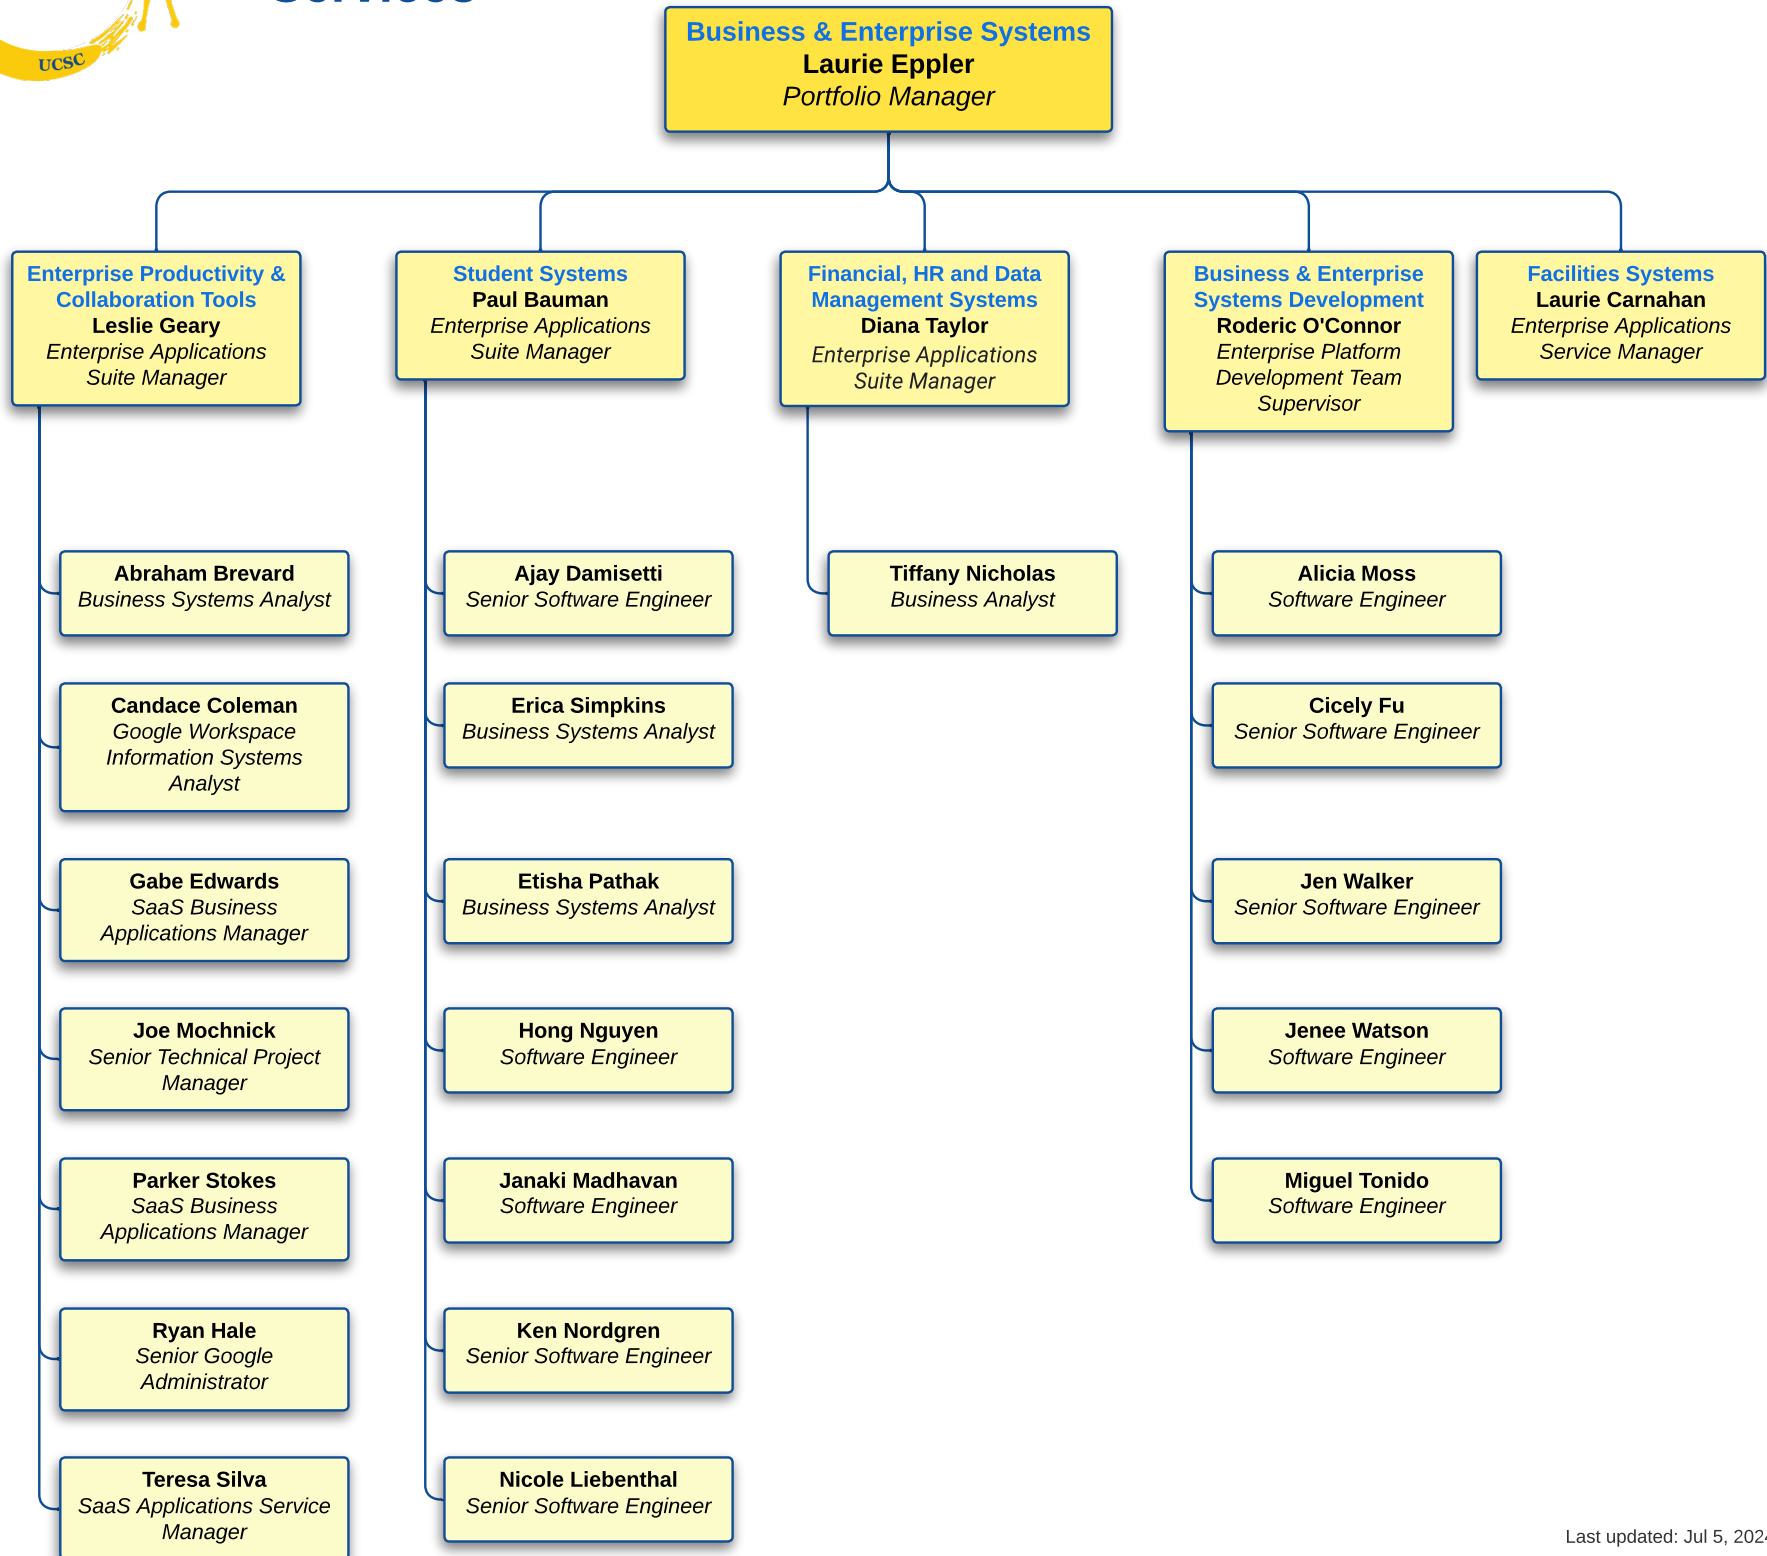 Services
UCSC
Business & Enterprise Systems
Laurie Eppler
Portfolio Manager
Enterprise Productivity &
Collaboration Tools
Leslie Geary
Enterprise Applications
Suite Manager
Student Systems
Paul Bauman
Enterprise Applications
Suite Manager
Financial, HR and Data
Management Systems
Diana Taylor
Enterprise Applications
Suite Manager
Business & Enterprise
Systems Development
Roderic O'Connor
Enterprise Platform
Development Team
Supervisor
Facilities Systems
Laurie Carnahan
Enterprise Applications
Service Manager
Abraham Brevard
Business Systems Analyst
Candace Coleman
Google Workspace
Information Systems
Analyst
Gabe Edwards
SaaS Business
Applications Manager
Joe Mochnick
Senior Technical Project
Manager
Parker Stokes
SaaS Business
Applications Manager
Ryan Hale
Senior Google
Administrator
Teresa Silva
SaaS Applications Service
Manager
Ajay Damisetti
Senior Software Engineer
Erica Simpkins
Business Systems Analyst
Etisha Pathak
Business Systems Analyst
Hong Nguyen
Software Engineer
Janaki Madhavan
Software Engineer
Ken Nordgren
Senior Software Engineer
Nicole Liebenthal
Senior Software Engineer
Tiffany Nicholas
Business Analyst
Alicia Moss
Software Engineer
Cicely Fu
Senior Software Engineer
Jen Walker
Senior Software Engineer
Jenee Watson
Software Engineer
Miguel Tonido
Software Engineer
Last updated: Jul 5, 2024